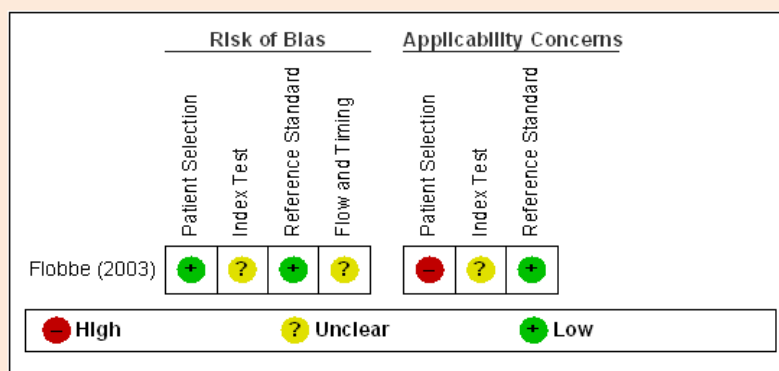 Risk of Bias Applicability Concerns
Patient Selection
Index Test
Reference Standard
Flow and Timing
Patient Selection
Index Test
Reference Standard
Flobbe (2003) + ? + ? – ? +
– High ? Unclear + Low